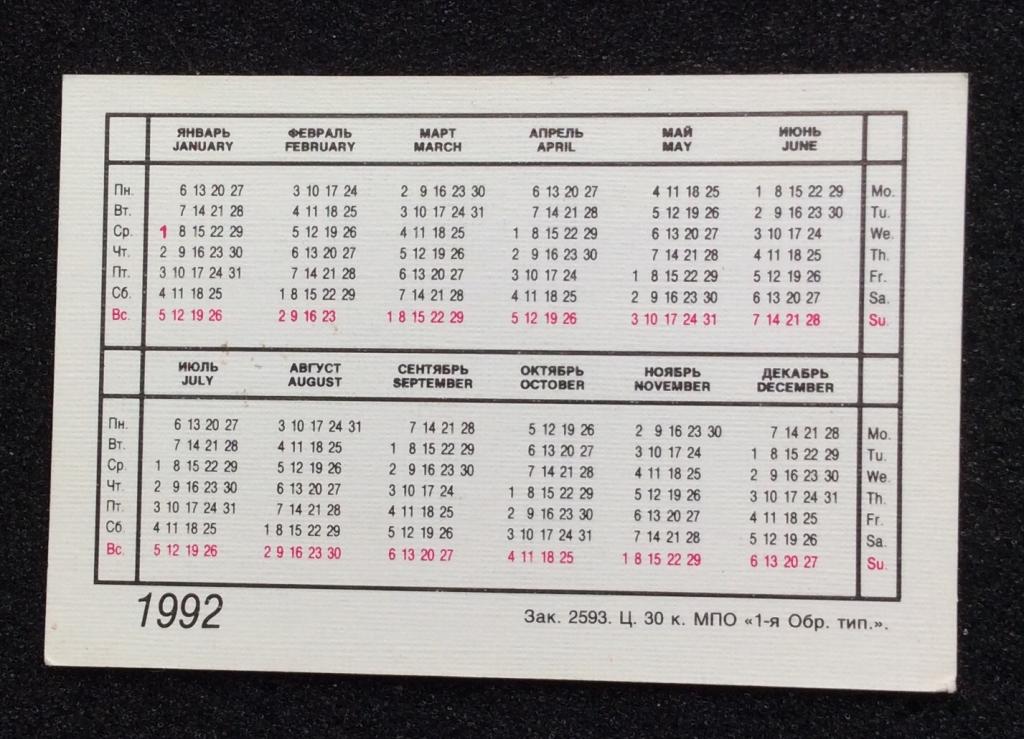 ЯНВАРЬ ФЕВРАЛЬ МАРТ АПРЕЛЬ МАЙ ИЮНЬ
JANUARY FEBRUARY MARCH APRIL MAY JUNE
Пн. 6 13 20 27 3 10 17 24 2 9 16 23 30 6 13 20 27 4 11 18 25 1 8 15 22 29 Mo.
Вт. 7 14 21 28 4 11 18 25 3 10 17 24 31 7 14 21 28 5 12 19 26 2 9 16 23 30 Tu.
Ср. 1 8 15 22 29 5 12 19 26 4 11 18 25 1 8 15 22 29 6 13 20 27 3 10 17 24 We.
Чт. 2 9 16 23 30 6 13 20 27 5 12 19 26 2 9 16 23 30 7 14 21 28 4 11 18 25 Th.
Пт. 3 10 17 24 31 7 14 21 28 6 13 20 27 3 10 17 24 1 8 15 22 29 5 12 19 26 Fr.
Сб. 4 11 18 25 1 8 15 22 29 7 14 21 28 4 11 18 25 2 9 16 23 30 6 13 20 27 Sa.
Вс. 5 12 19 26 2 9 16 23 1 8 15 22 29 5 12 19 26 3 10 17 24 31 7 14 21 28 Su.
ИЮЛЬ АВГУСТ СЕНТЯБРЬ ОКТЯБРЬ НОЯБРЬ ДЕКАБРЬ
JULY AUGUST SEPTEMBER OCTOBER NOVEMBER DECEMBER
Пн. 6 13 20 27 3 10 17 24 31 7 14 21 28 5 12 19 26 2 9 16 23 30 7 14 21 28 Mo.
Вт. 7 14 21 28 4 11 18 25 1 8 15 22 29 6 13 20 27 3 10 17 24 1 8 15 22 29 Tu.
Ср. 1 8 15 22 29 5 12 19 26 2 9 16 23 30 7 14 21 28 4 11 18 25 2 9 16 23 30 We.
Чт. 2 9 16 23 30 6 13 20 27 3 10 17 24 1 8 15 22 29 5 12 19 26 3 10 17 24 31 Th.
Пт. 3 10 17 24 31 7 14 21 28 4 11 18 25 2 9 16 23 30 6 13 20 27 4 11 18 25 Fr.
Сб. 4 11 18 25 1 8 15 22 29 5 12 19 26 3 10 17 24 31 7 14 21 28 5 12 19 26 Sa.
Вс. 5 12 19 26 2 9 16 23 30 6 13 20 27 4 11 18 25 1 8 15 22 29 6 13 20 27 Su.
1992 Зак. 2593. Ц. 30 к. МПО «1-я Обр. тип.».